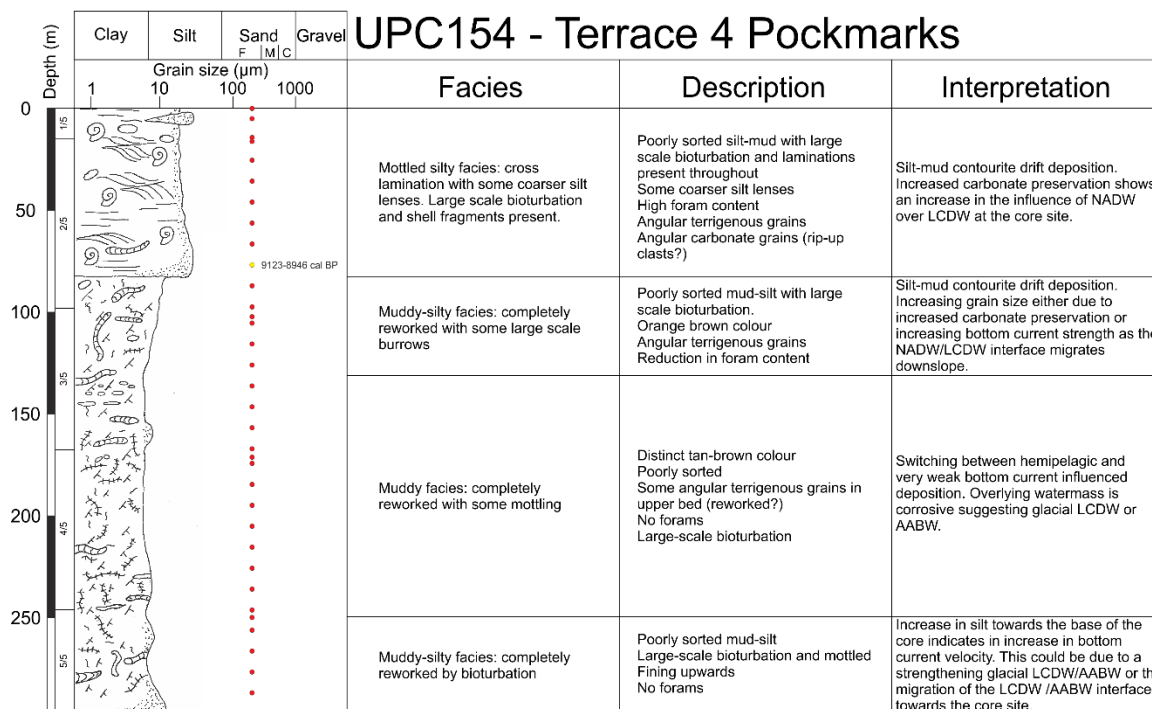 UPC154 - Terrace 4 Pockmarks
Depth (m)
Clay
Silt
Sand
Gravel
F M C
Grain size (μm)
1
10
100
1000
Facies
Description
Interpretation
0
50
100
150
200
250
1/5
2/5
3/5
4/5
5/5
9123-8946 cal BP
Mottled silty facies: cross
lamination with some coarser silt
lenses. Large scale bioturbation
and shell fragments present.
Poorly sorted silt-mud with large
scale bioturbation and laminations
present throughout
Some coarser silt lenses
High foram content
Angular terrigenous grains
Angular carbonate grains (rip-up
clasts?)
Silt-mud contourite drift deposition.
Increased carbonate preservation shows
an increase in the influence of NADW
over LCDW at the core site.
Muddy-silty facies: completely
reworked with some large scale
burrows
Poorly sorted mud-silt with large
scale bioturbation.
Orange brown colour
Angular terrigenous grains
Reduction in foram content
Silt-mud contourite drift deposition.
Increasing grain size either due to
increased carbonate preservation or
increasing bottom current strength as the
NADW/LCDW interface migrates
downslope.
Muddy facies: completely
reworked with some mottling
Distinct tan-brown colour
Poorly sorted
Some angular terrigenous grains in
upper bed (reworked?)
No forams
Large-scale bioturbation
Switching between hemipelagic and
very weak bottom current influenced
deposition. Overlying watermass is
corrosive suggesting glacial LCDW or
AABW.
Muddy-silty facies: completely
reworked by bioturbation
Poorly sorted mud-silt
Large-scale bioturbation and mottled
Fining upwards
No forams
Increase in silt towards the base of the
core indicates in increase in bottom
current velocity. This could be due to a
strengthening glacial LCDW/AABW or th
migration of the LCDW /AABW interface
towards the core site.